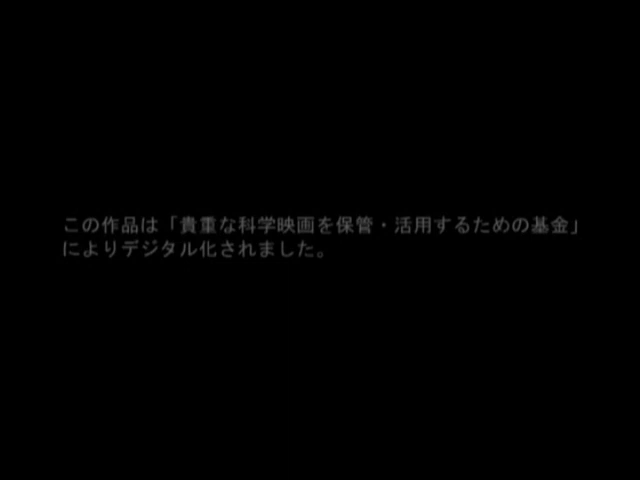 この作品は「貴重な科学映画を保管・活用するための基金」
によりデジタル化されました。